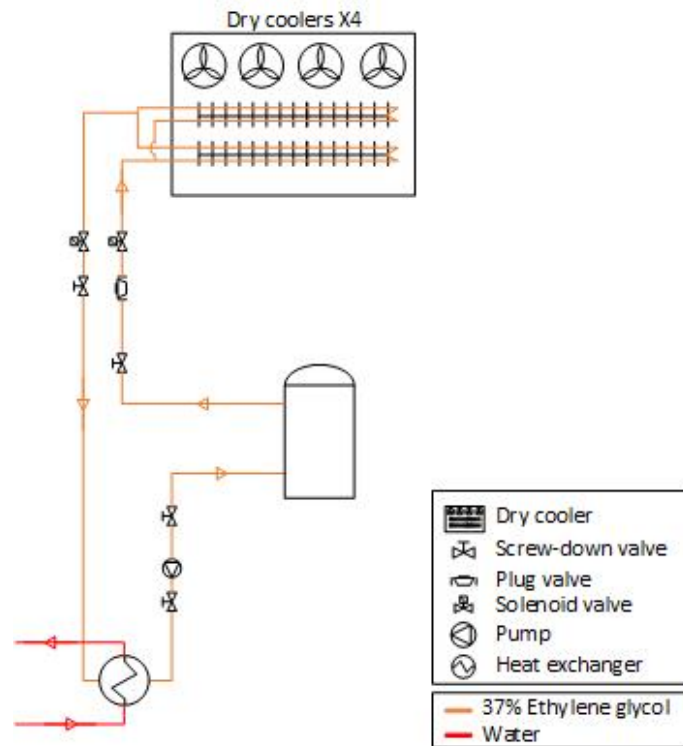 Dry coolers X4
Dry cooler
Screw-down valve
Plug valve
Solenoid valve
Pump
Heat exchanger
37% Ethylene glycol
Water